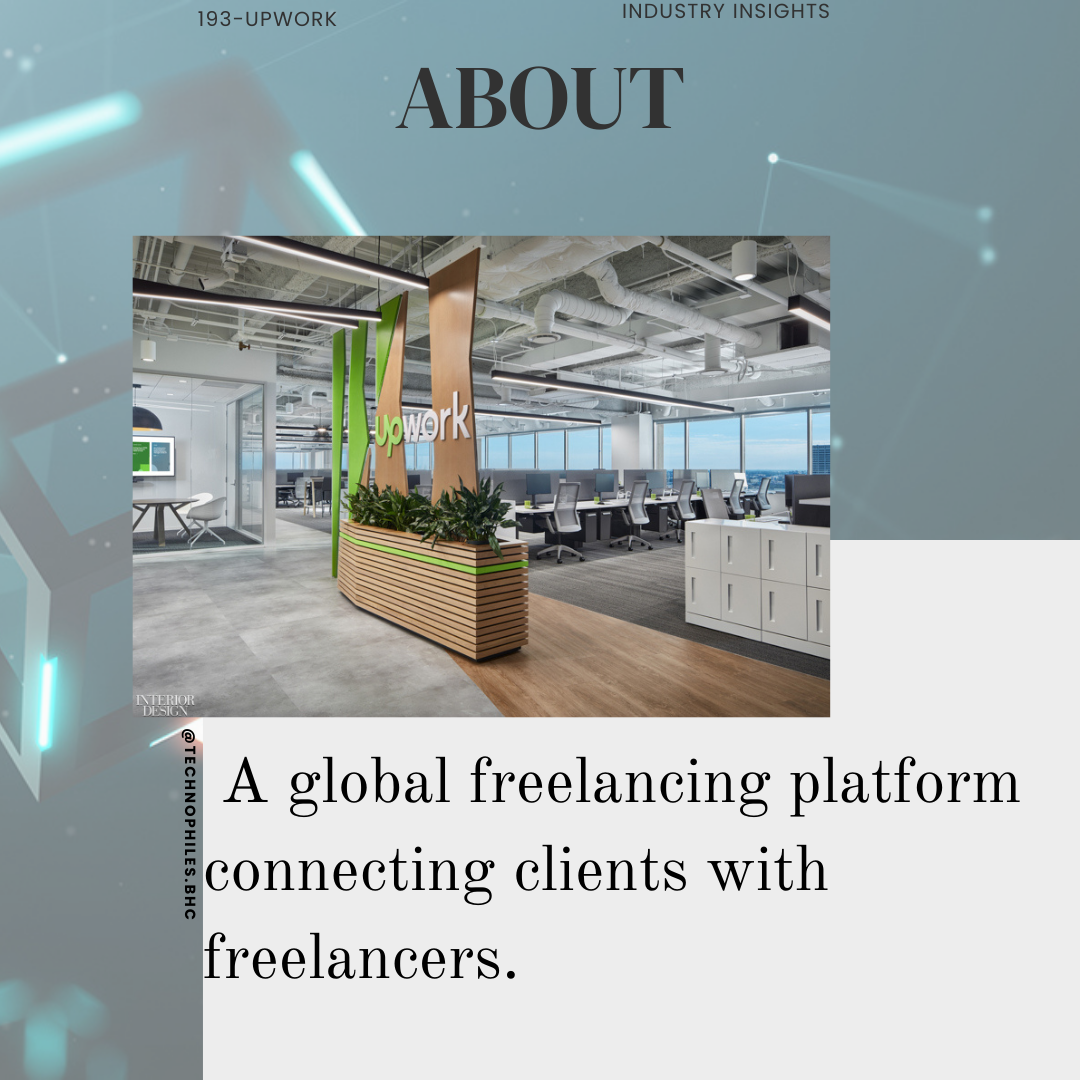 193-UPWORK
INDUSTRY INSIGHTS
ABOUT
upwork
INTERIOR
DESIGN
@TECHNOPHILES.BHC
A global freelancing platform
connecting clients with
freelancers.